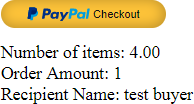 PayPal Checkout
Number of items: 4.00
Order Amount: 1
Recipient Name: test buyer